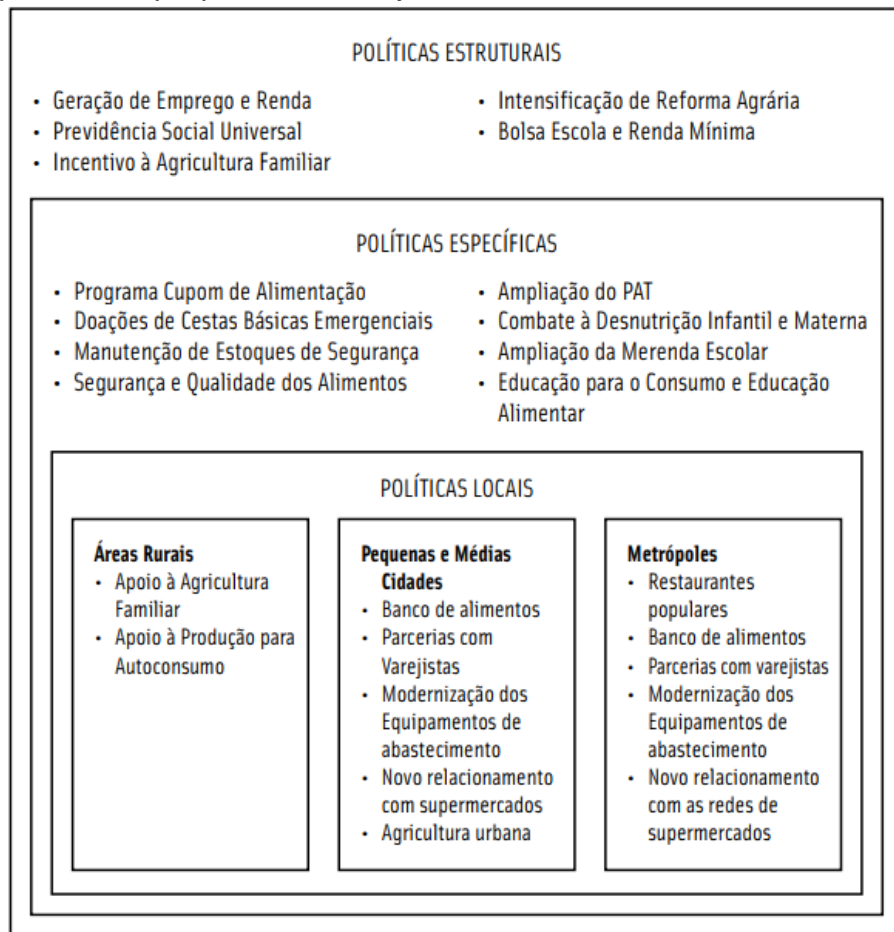 POLÍTICAS ESTRUTURAIS
• Geração de Emprego e Renda
• Previdência Social Universal
• Incentivo à Agricultura Familiar
• Intensificação de Reforma Agrária
• Bolsa Escola e Renda Mínima
POLÍTICAS ESPECÍFICAS
• Programa Cupom de Alimentação
• Doações de Cestas Básicas Emergenciais
• Manutenção de Estoques de Segurança
• Segurança e Qualidade dos Alimentos
• Ampliação do PAT
• Combate à Desnutrição Infantil e Materna
• Ampliação da Merenda Escolar
• Educação para o Consumo e Educação
Alimentar
POLÍTICAS LOCAIS
Áreas Rurais
• Apoio à Agricultura
Familiar
• Apoio à Produção para
Autoconsumo
Pequenas e Médias
Cidades
• Banco de alimentos
• Parcerias com
Varejistas
• Modernização dos
Equipamentos de
abastecimento
• Novo relacionamento
com supermercados
• Agricultura urbana
Metrópoles
• Restaurantes
populares
• Banco de alimentos
• Parcerias com varejistas
• Modernização dos
Equipamentos de
abastecimento
• Novo relacionamento
com as redes de
supermercados